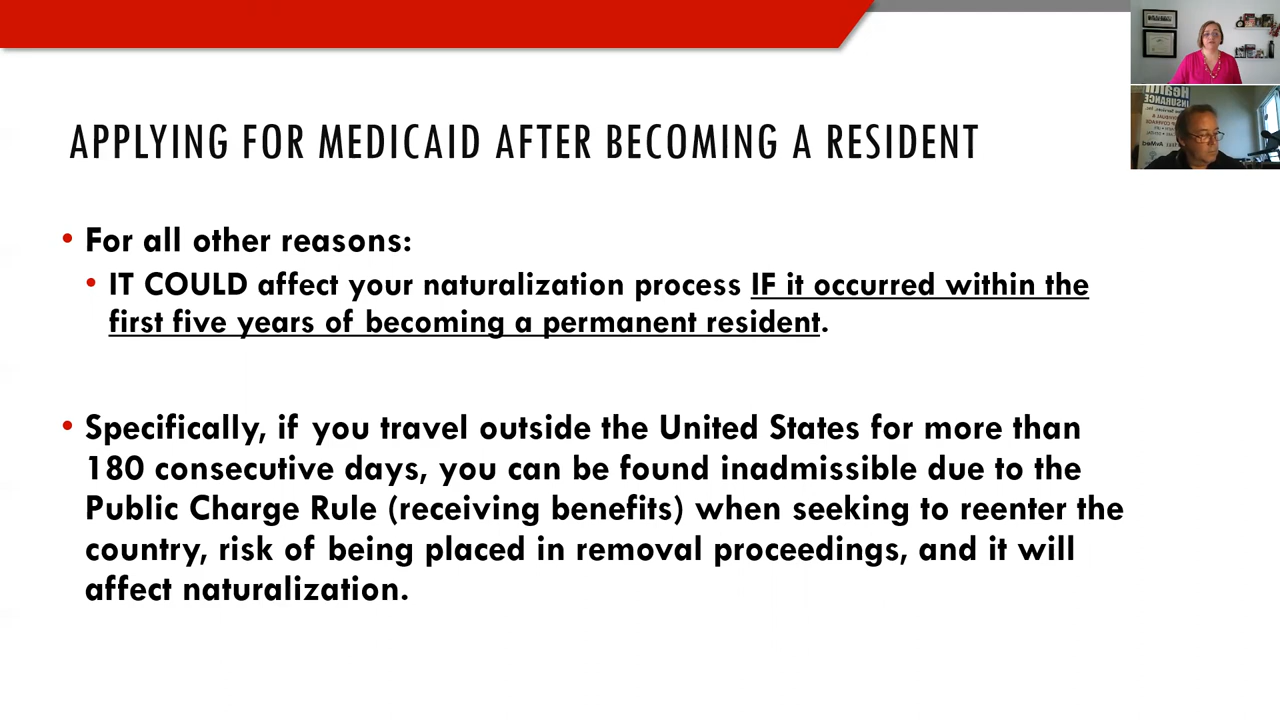 APPLYING FOR MEDICAID AFTER BECOMING A RESIDENT
• For all other reasons:
• IT COULD affect your naturalization process IF it occurred within the
first five years of becoming a permanent resident.
• Specifically, if you travel outside the United States for more than
180 consecutive days, you can be found inadmissible due to the
Public Charge Rule (receiving benefits) when seeking to reenter the
country, risk of being placed in removal proceedings, and it will
affect naturalization.
Health
INSURANCE